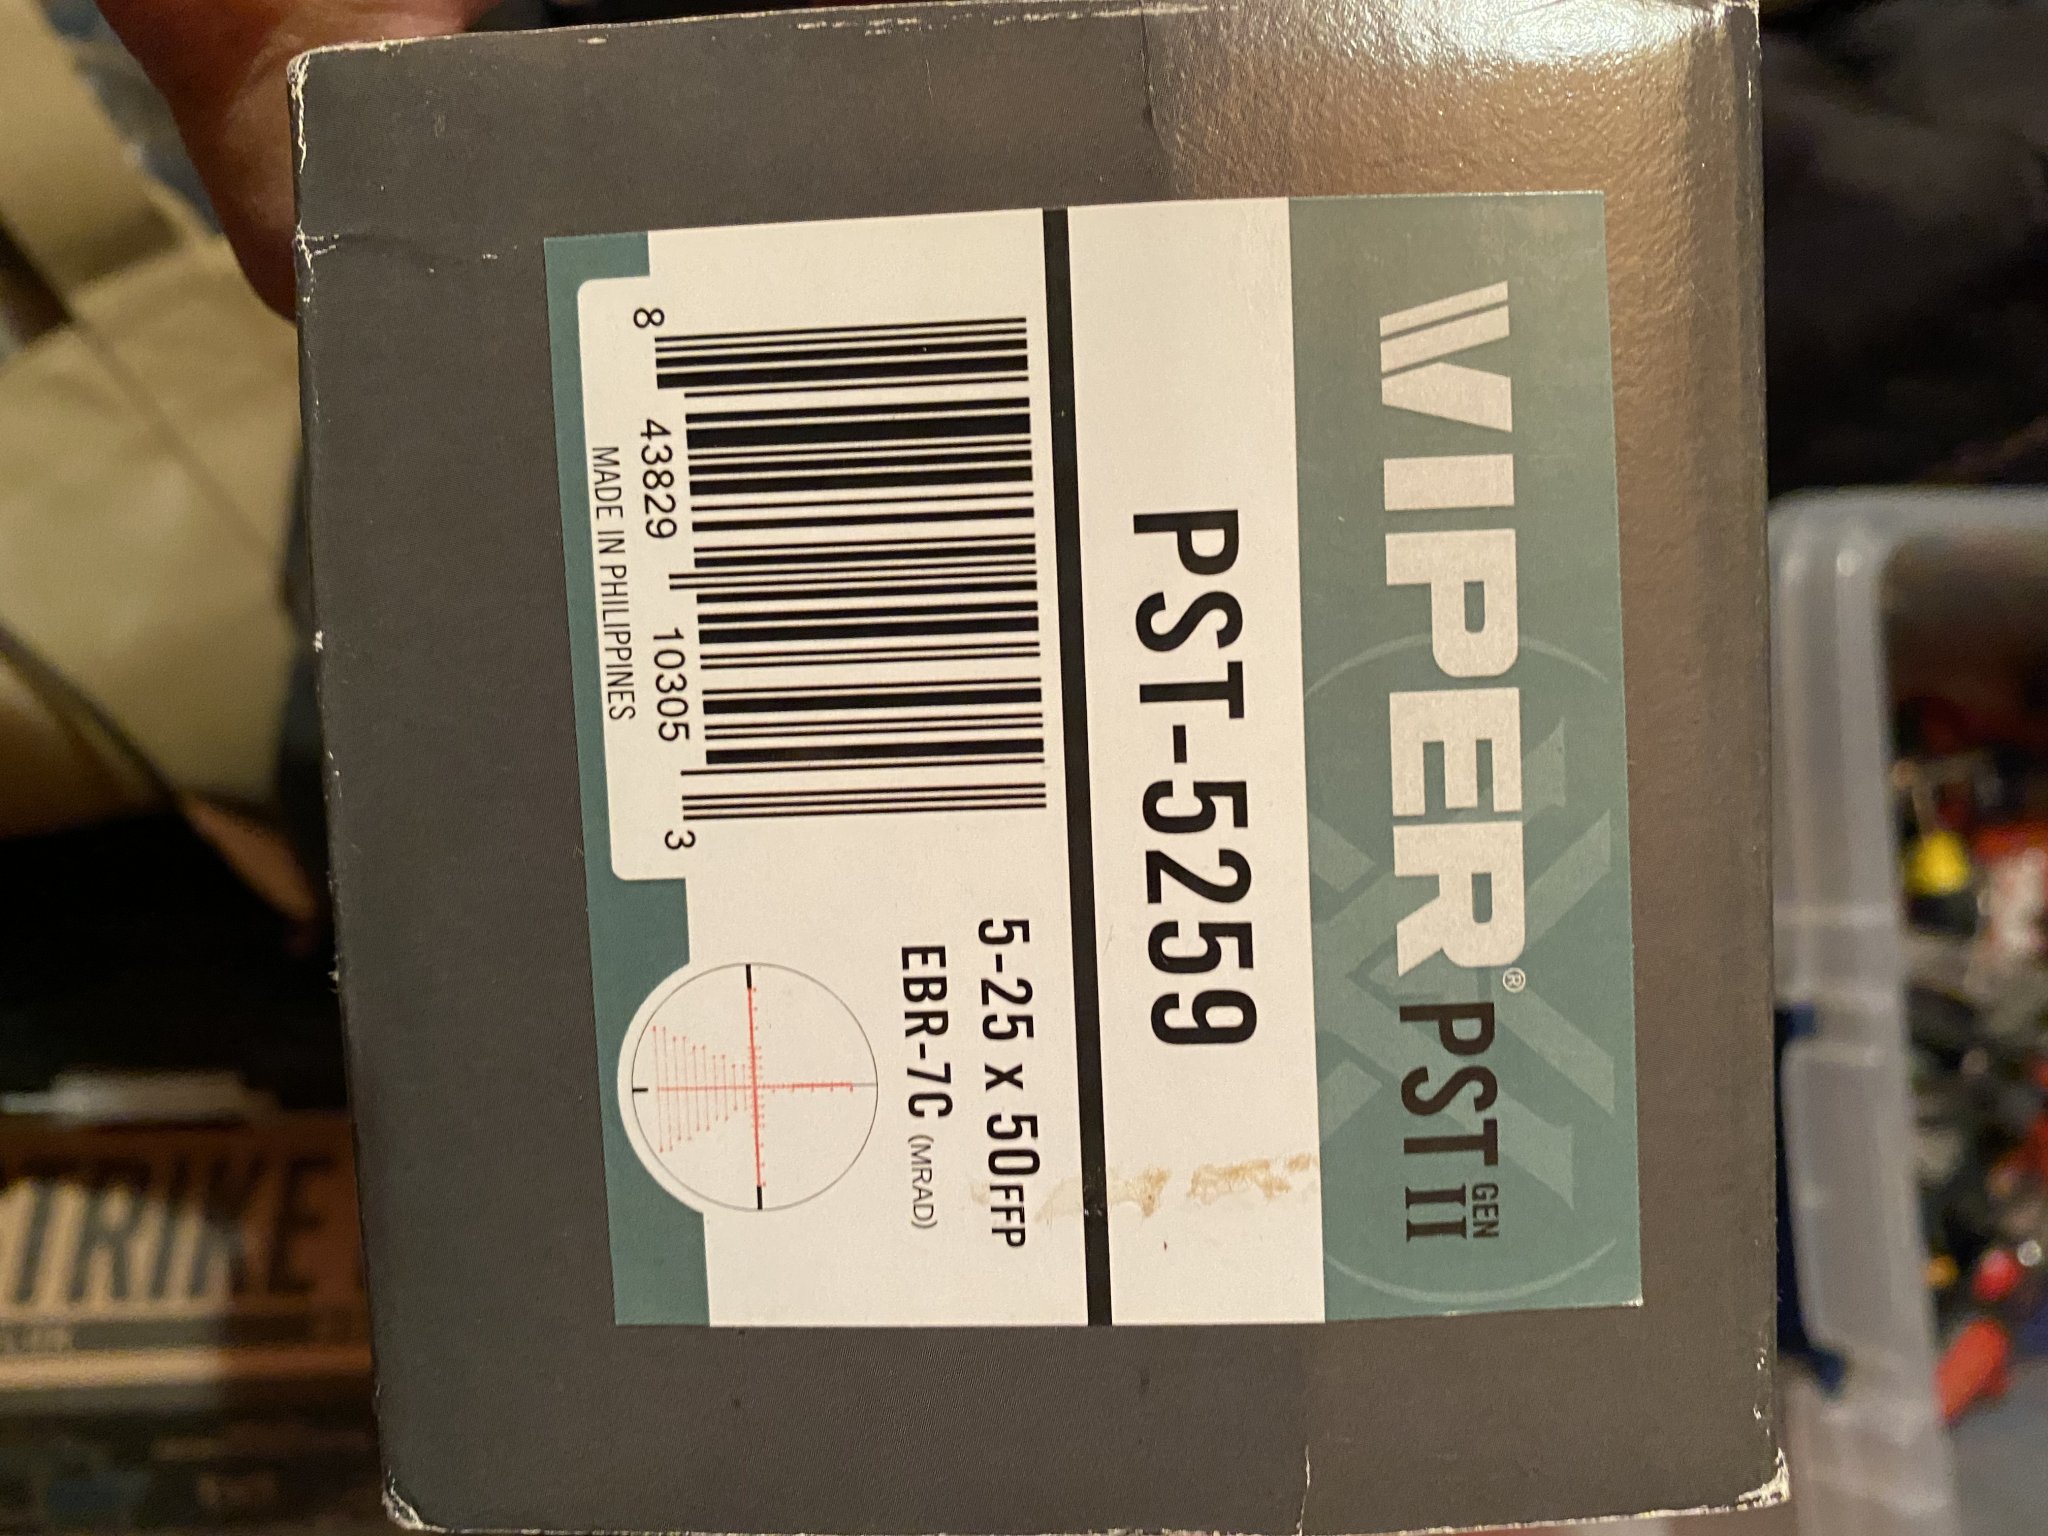 VIPER® PST GEN II
PST-5259
5-25 x 50FFP
EBR-7C (MRAD)
8 43829 10305 3
MADE IN PHILIPPINES
TRIKE